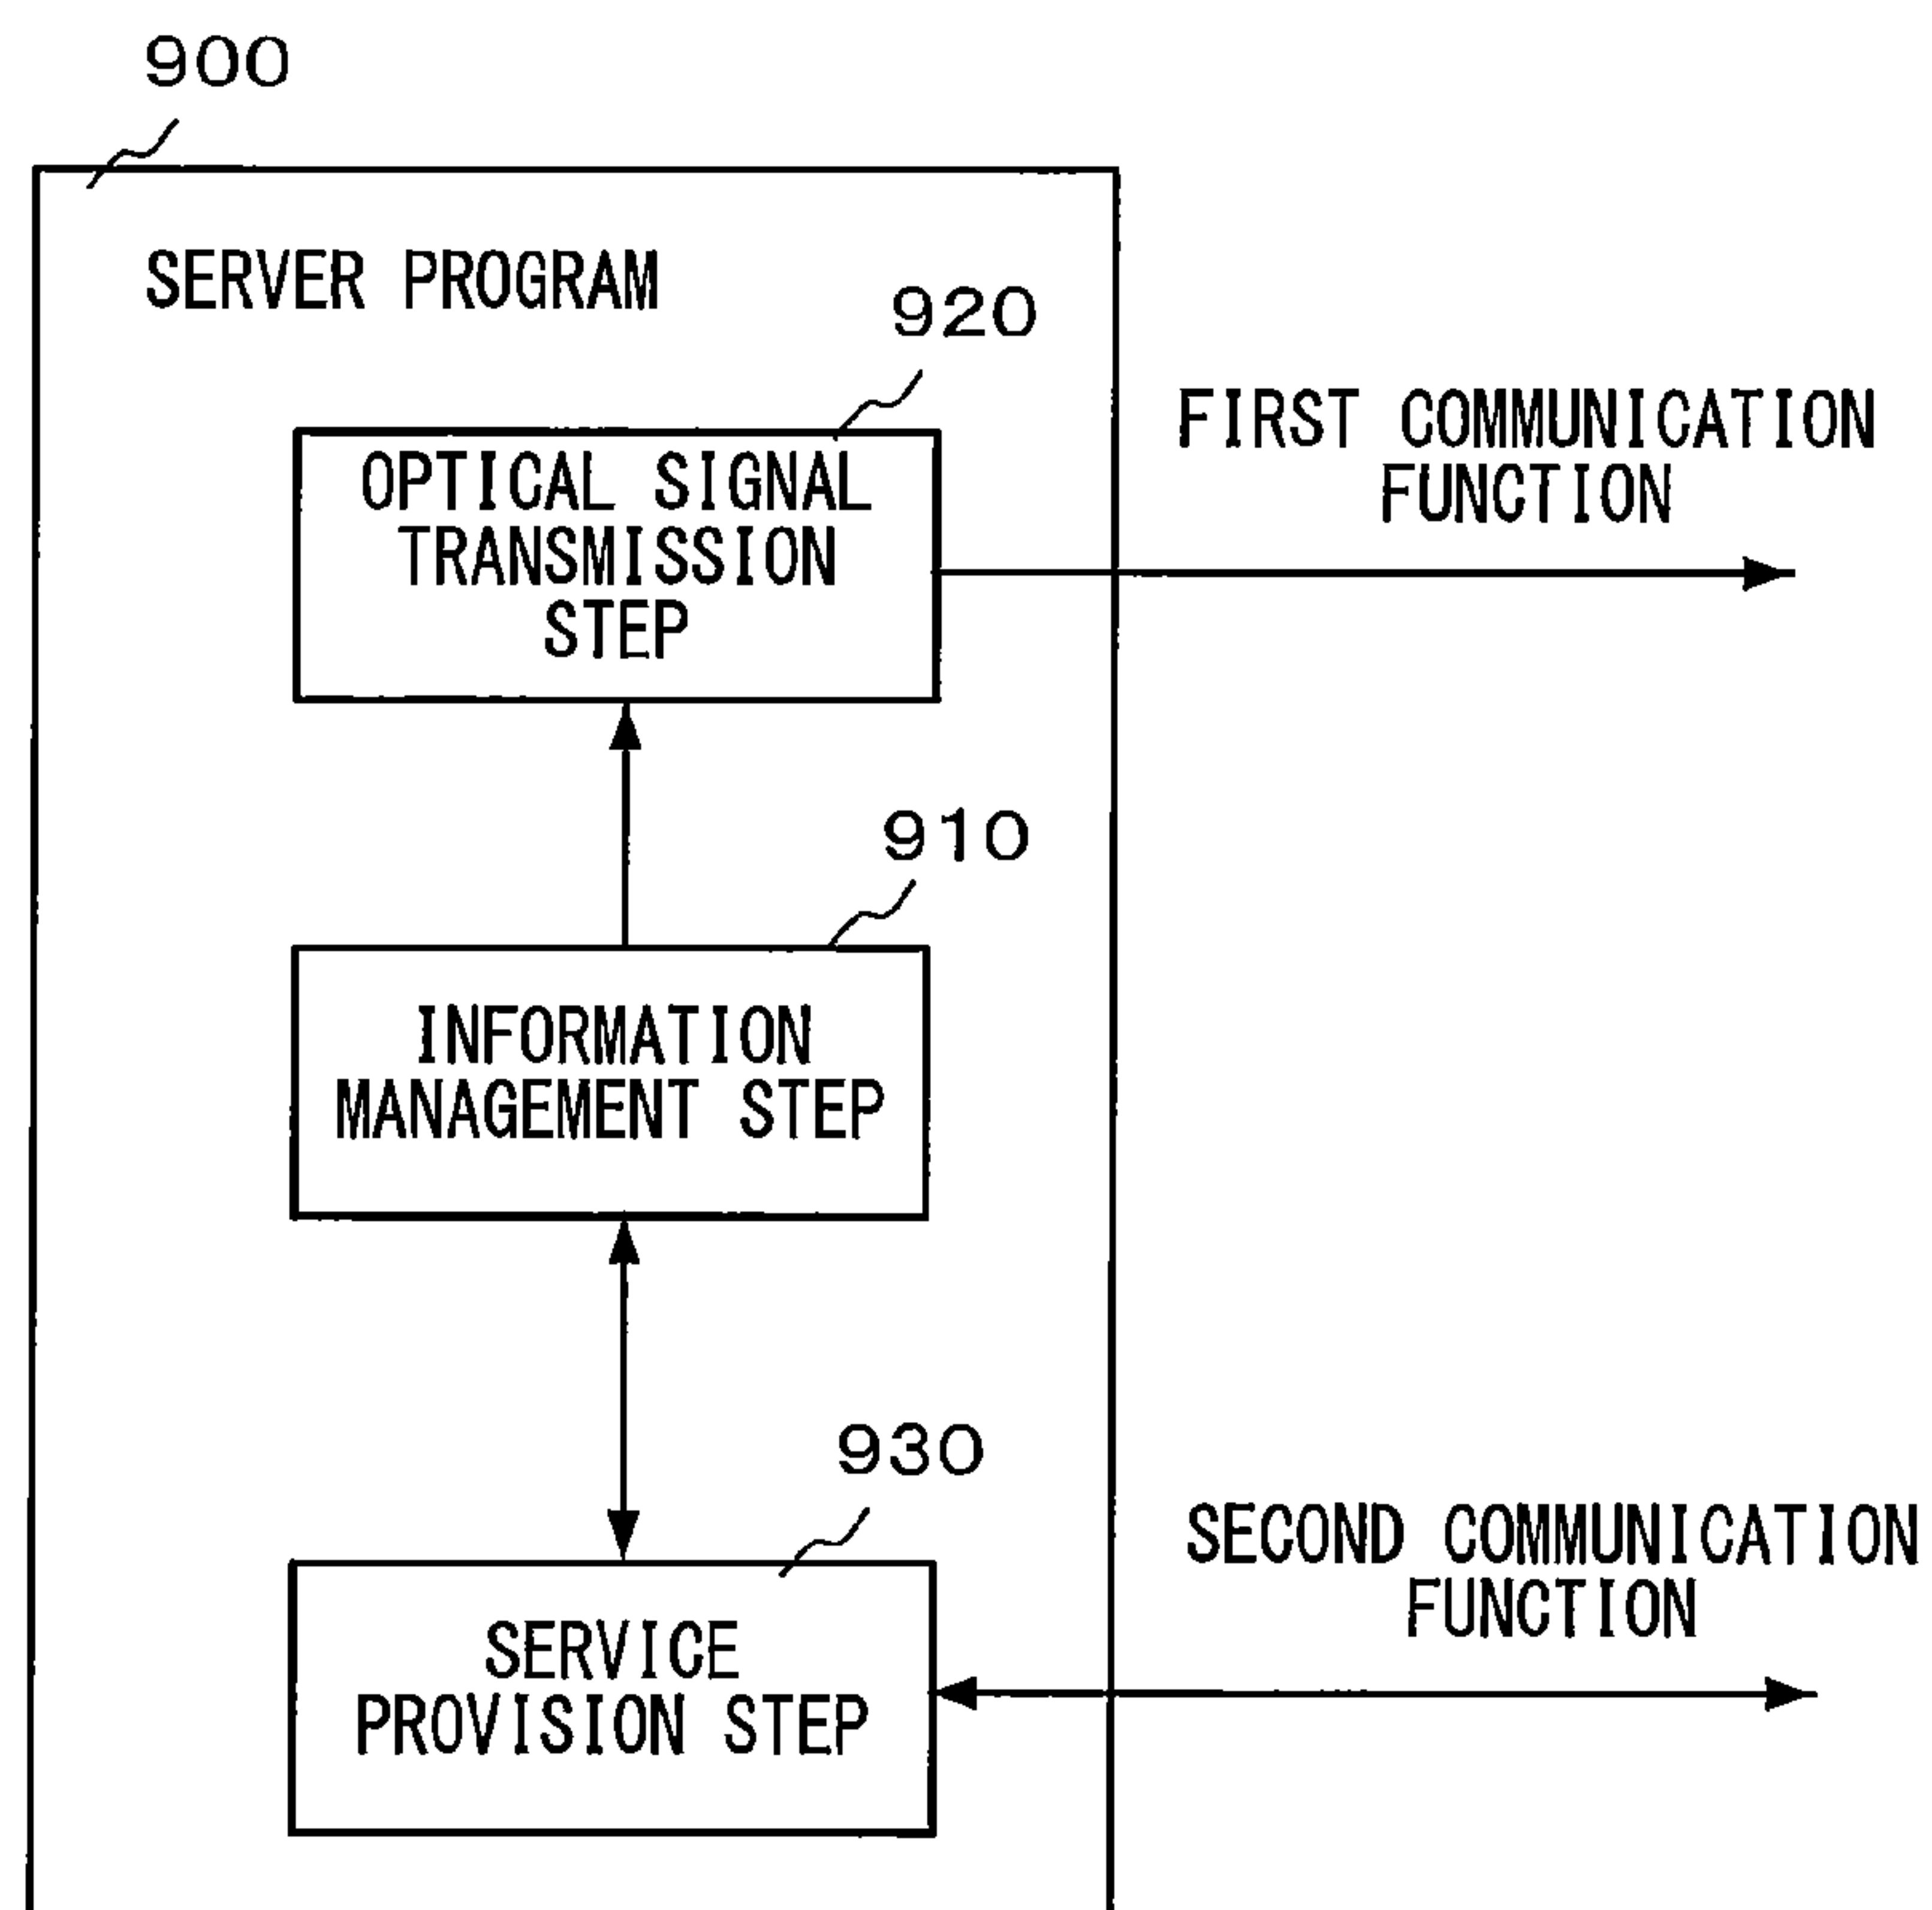 900
SERVER PROGRAM
920
OPTICAL SIGNAL
TRANSMISSION
STEP
FIRST COMMUNICATION
FUNCTION
910
INFORMATION
MANAGEMENT STEP
930
SERVICE
PROVISION STEP
SECOND COMMUNICATION
FUNCTION